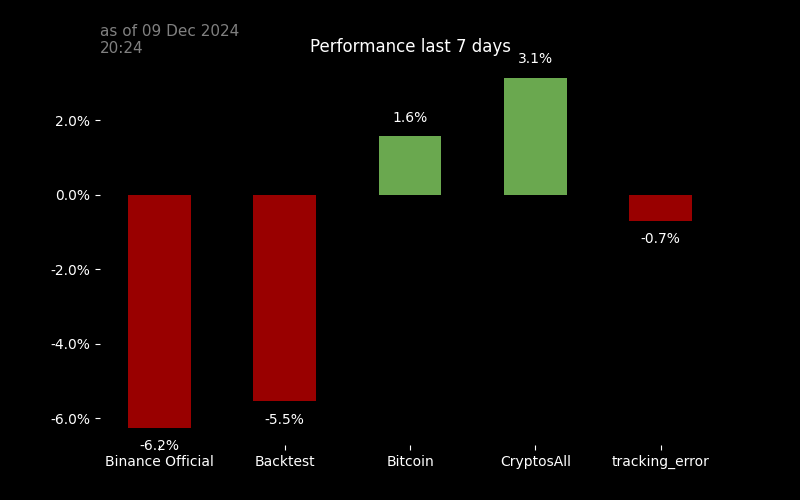 as of 09 Dec 2024
20:24
Performance last 7 days
3.1%
1.6%
2.0%
0.0%
-0.7%
-2.0%
-4.0%
-6.0%
-5.5%
-6.2%
Binance Official
Backtest
Bitcoin
CryptosAll
tracking_error